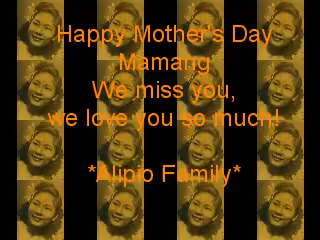 Happy Mother's Day
Mamang
We miss you,
we love you so much!
*Alipio Family*